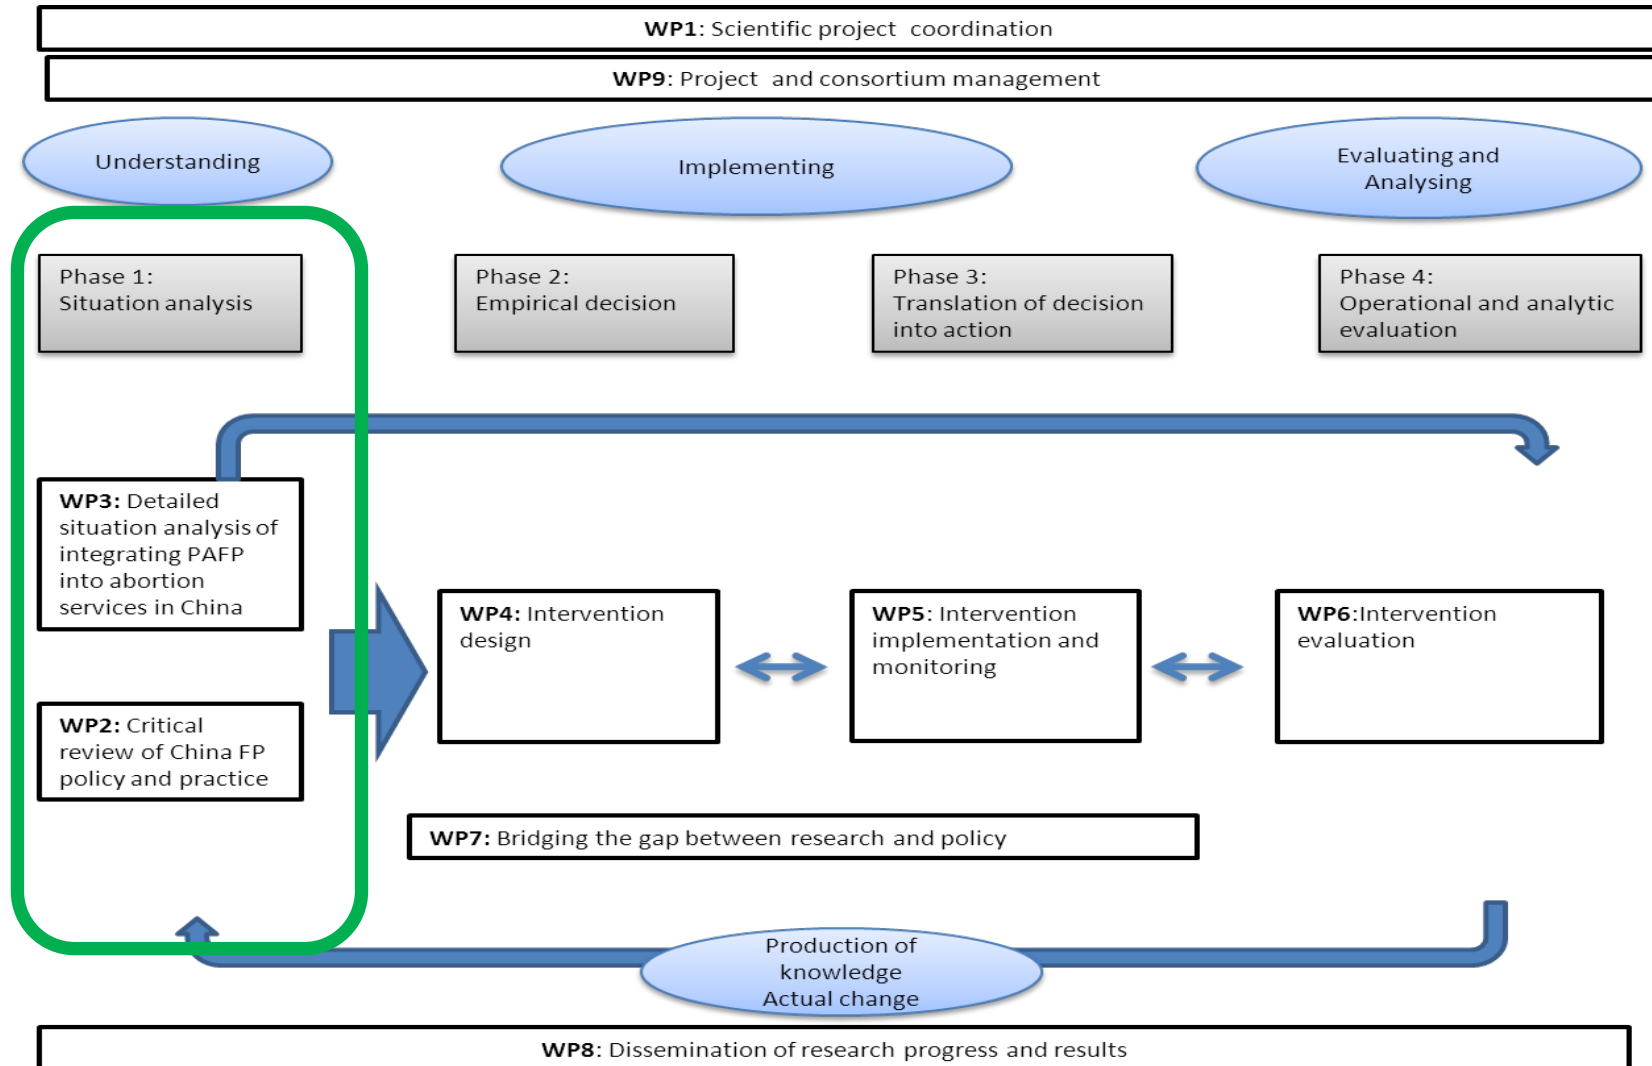 WP1: Scientific project coordination
WP9: Project and consortium management
Understanding
Implementing
Evaluating and
Analysing
Phase 1:
Situation analysis
Phase 2:
Empirical decision
Phase 3:
Translation of decision
into action
Phase 4:
Operational and analytic
evaluation
WP3: Detailed
situation analysis of
integrating PAFP
into abortion
services in China
WP2: Critical
review of China FP
policy and practice
WP4: Intervention
design
WP5: Intervention
implementation and
monitoring
WP6:Intervention
evaluation
WP7: Bridging the gap between research and policy
Production of
knowledge
Actual change
WP8: Dissemination of research progress and results